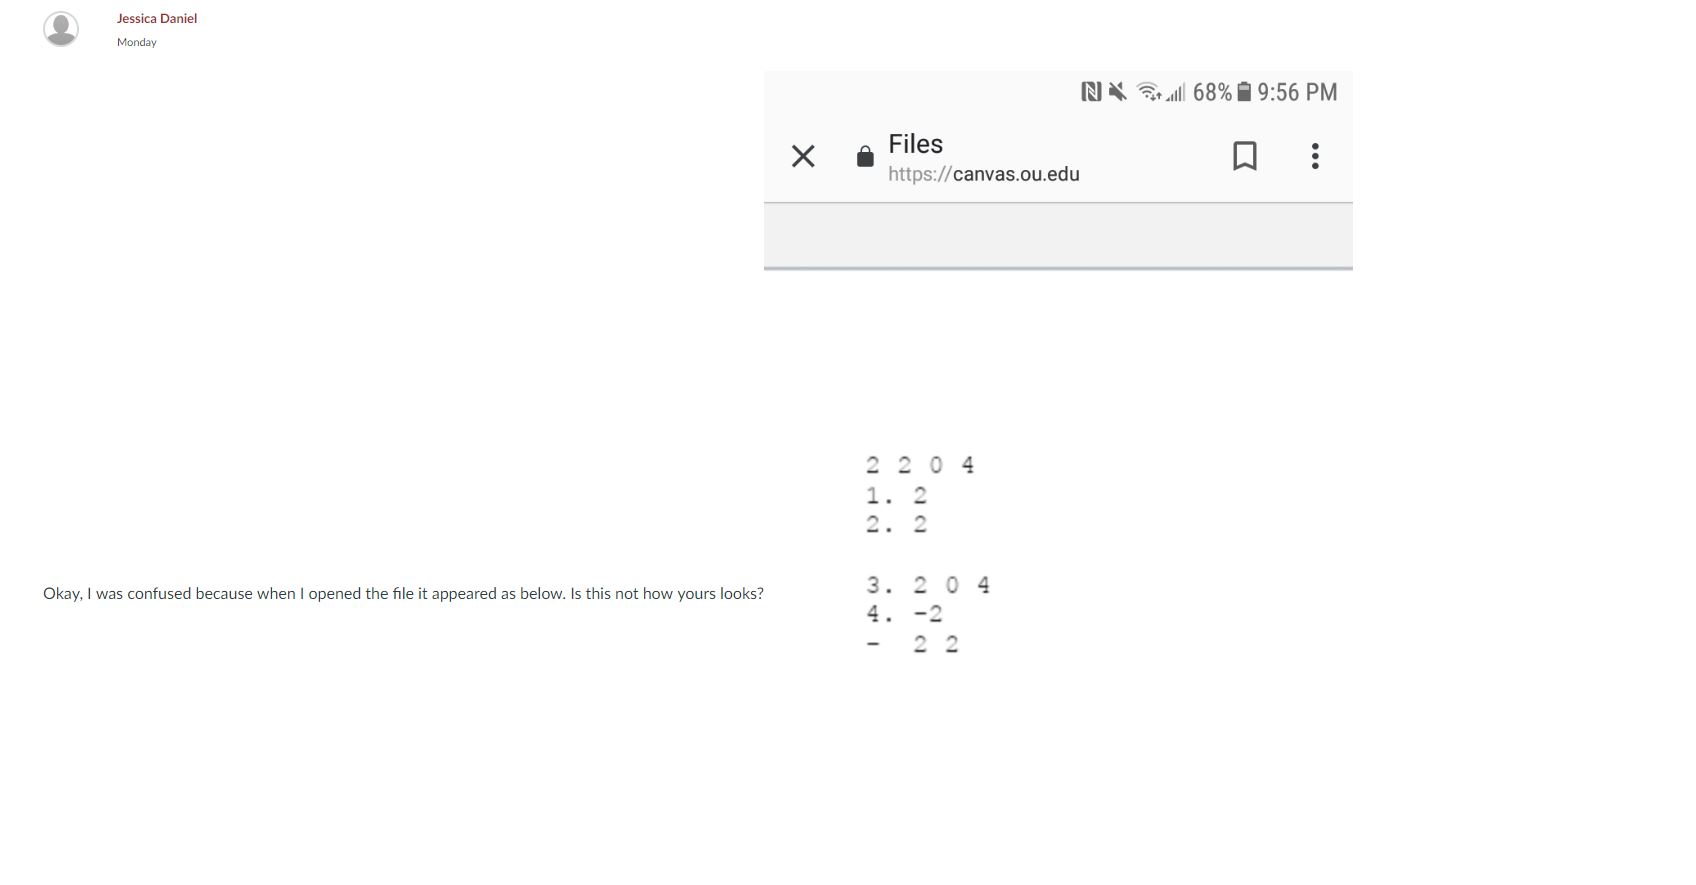 Jessica Daniel
Monday
68% 9:56 PM
Files
https://canvas.ou.edu
2 2 0 4
1. 2
2. 2
3. 2 0 4
4. -2
- 2 2
Okay, I was confused because when I opened the file it appeared as below. Is this not how yours looks?